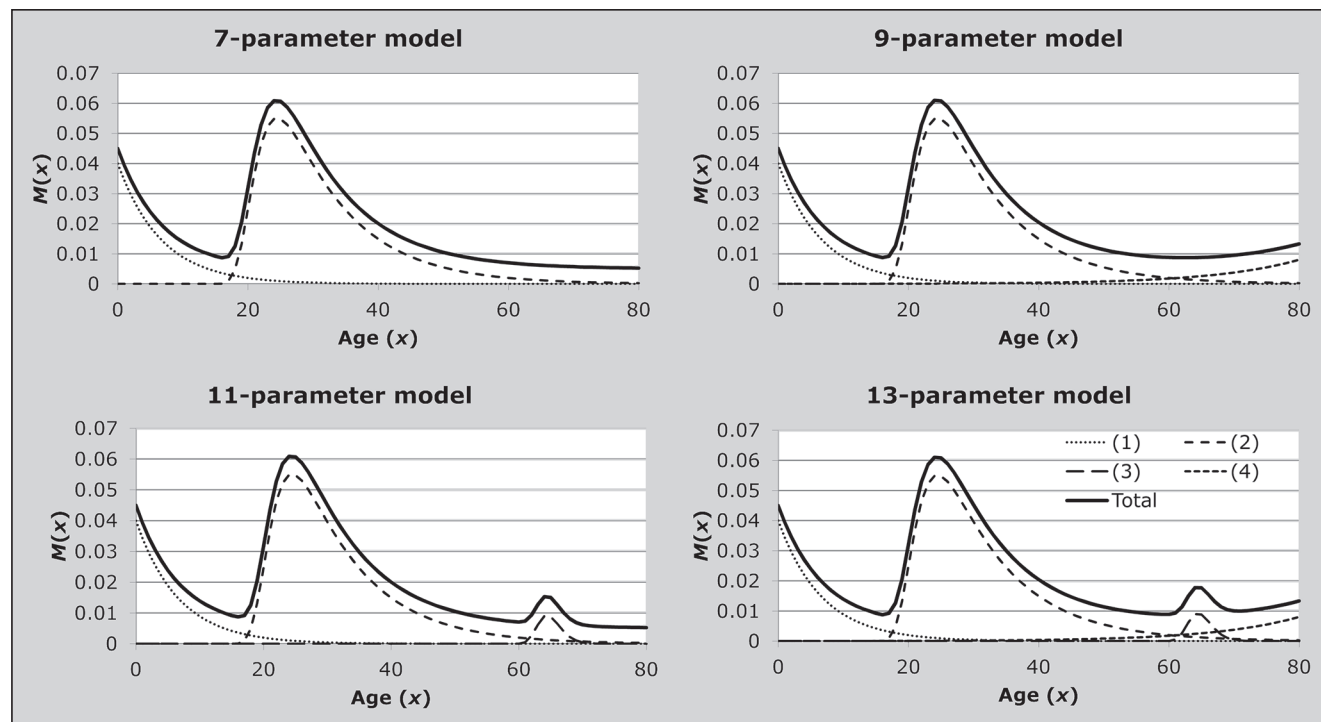 7-parameter model
0.07
0.06
0.05
0.04
0.03
0.02
0.01
0
M(x)
0 20 40 60 80
Age (x)
9-parameter model
0.07
0.06
0.05
0.04
0.03
0.02
0.01
0
M(x)
0 20 40 60 80
Age (x)
11-parameter model
0.07
0.06
0.05
0.04
0.03
0.02
0.01
0
M(x)
0 20 40 60 80
Age (x)
13-parameter model
0.07
0.06
0.05
0.04
0.03
0.02
0.01
0
M(x)
(1) (2)
(3) (4)
Total
0 20 40 60 80
Age (x)